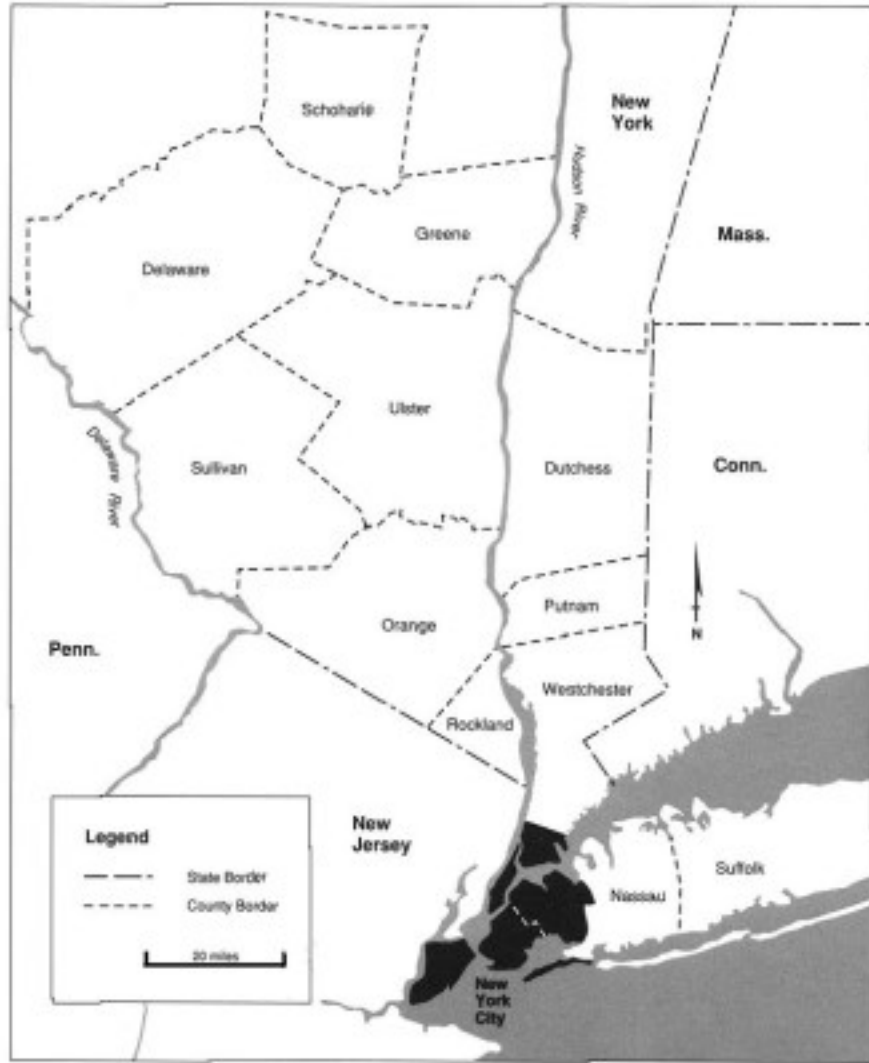 Schoharie
New
York
Hudson River
Mass.
Greene
Delaware
Ulster
Sullivan
Delaware River
Dutchess
Conn.
Putnam
N
Orange
Penn.
Westchester
Rockland
Legend
State Border
County Border
20 miles
New
Jersey
Suffolk
Nassau
New
York
City